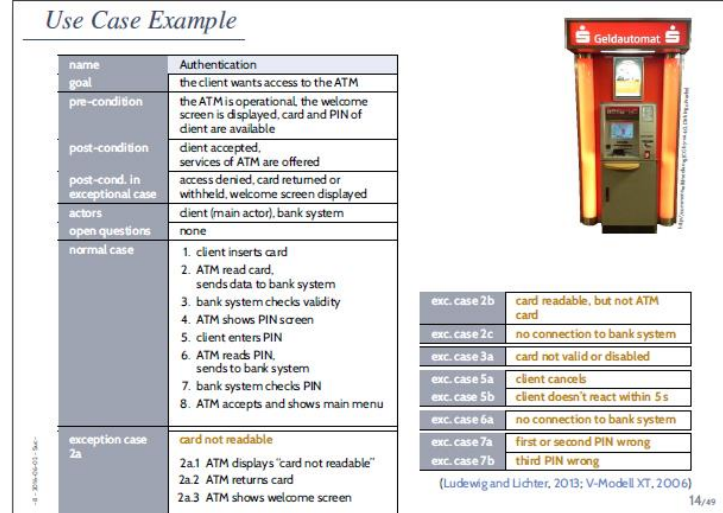 Use Case Example
name Authentication
goal the client wants access to the ATM
pre-condition the ATM is operational, the welcome
screen is displayed, card and PIN of
client are available
post-condition client accepted,
services of ATM are offered
post-cond. in access denied, card returned or
exceptional case withheld, welcome screen displayed
actors client (main actor), bank system
open questions none
normal case 1. client inserts card
2. ATM read card,
sends data to bank system
3. bank system checks validity
4. ATM shows PIN screen
5. client enters PIN
6. ATM reads PIN,
sends to bank system
7. bank system checks PIN
8. ATM accepts and shows main menu
exception case card not readable
2a
2a.1 ATM displays "card not readable"
2a.2 ATM returns card
2a.3 ATM shows welcome screen
Geldautomat
exc. case 2b card readable, but not ATM
card
exc. case 2c no connection to bank system
exc. case 3a card not valid or disabled
exc. case 5a client cancels
exc. case 5b client doesn't react within 5 s
exc. case 6a no connection to bank system
exc. case 7a first or second PIN wrong
exc. case 7b third PIN wrong
(Ludewig and Lichter, 2013; V-Modell XT, 2006)
14/49